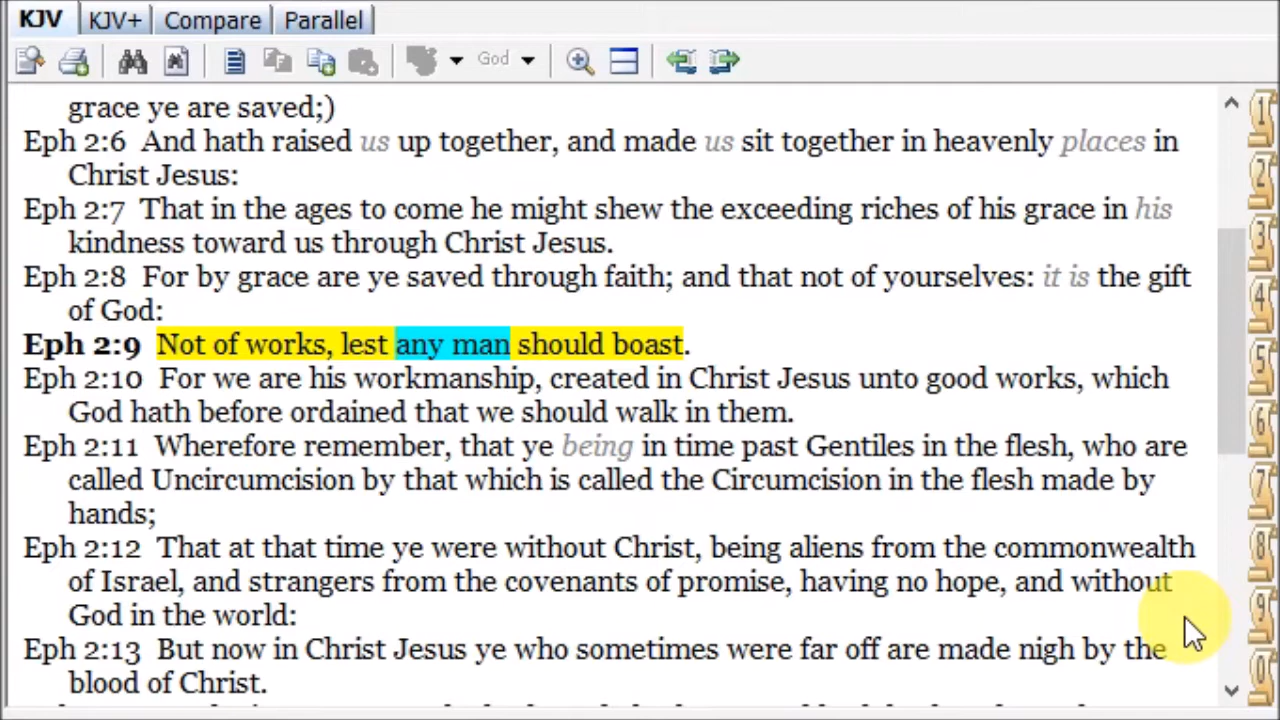 KJV KJV+ Compare Parallel
God
grace ye are saved;)
Eph 2:6 And hath raised us up together, and made us sit together in heavenly places in
Christ Jesus:
Eph 2:7 That in the ages to come he might shew the exceeding riches of his grace in his
kindness toward us through Christ Jesus.
Eph 2:8 For by grace are ye saved through faith; and that not of yourselves: it is the gift
of God:
Eph 2:9 Not of works, lest any man should boast.
Eph 2:10 For we are his workmanship, created in Christ Jesus unto good works, which
God hath before ordained that we should walk in them.
Eph 2:11 Wherefore remember, that ye being in time past Gentiles in the flesh, who are
called Uncircumcision by that which is called the Circumcision in the flesh made by
hands;
Eph 2:12 That at that time ye were without Christ, being aliens from the commonwealth
of Israel, and strangers from the covenants of promise, having no hope, and without
God in the world:
Eph 2:13 But now in Christ Jesus ye who sometimes were far off are made nigh by the
blood of Christ.
1
2
3
4
5
6
7
8
9
0